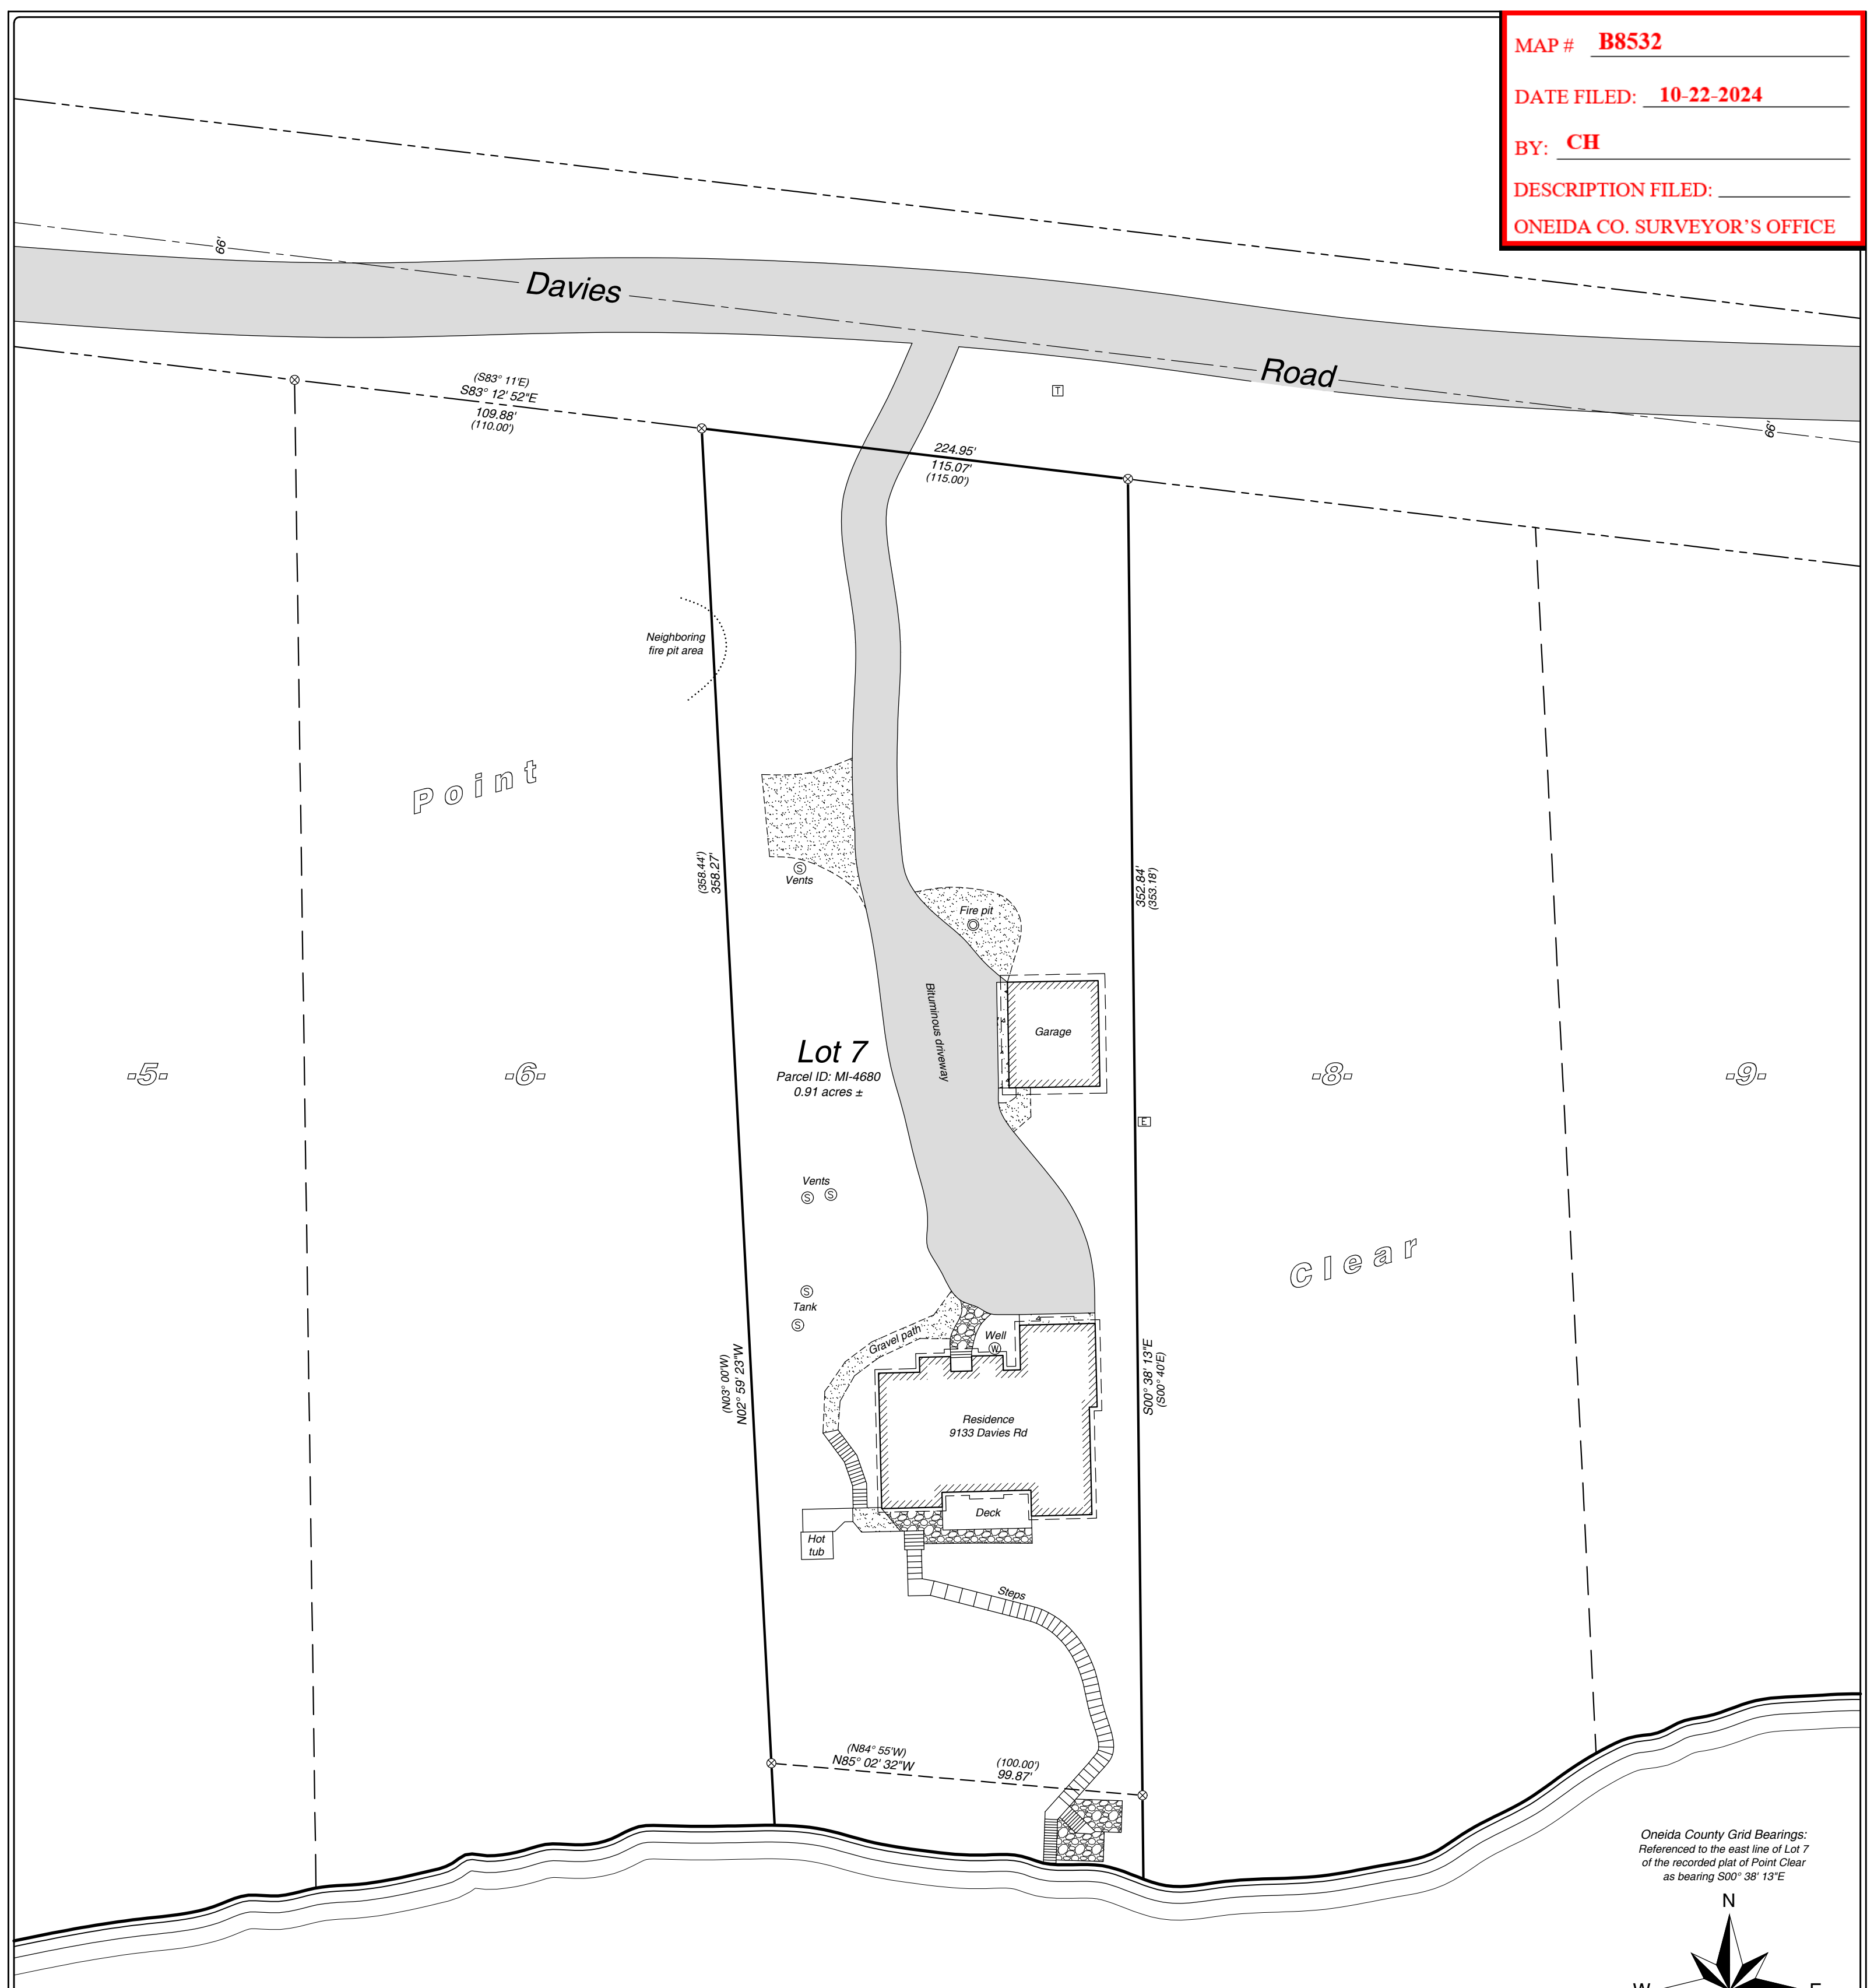 MAP # B8532
DATE FILED: 10-22-2024
BY: CH
DESCRIPTION FILED:
ONEIDA CO. SURVEYOR'S OFFICE
66'
Davies
Road
66'
T
(S83° 11'E)
S83° 12' 52"E
109.88'
(110.00')
224.95'
115.07'
(115.00')
Neighboring
fire pit area
Point
(358.44')
358.27'
352.84'
(353.18')
S
Vents
Fire pit
Bituminous driveway
Garage
Lot 7
Parcel ID: MI-4680
0.91 acres ±
-5-
-6-
-8-
-9-
E
Vents
S S
Clear
S
Tank
S
Gravel path
Well
W
(N03° 00'W)
N02° 59' 23"W
S00° 38' 13"E
(S00° 40'E)
Residence
9133 Davies Rd
Deck
Hot
tub
Steps
(N84° 55'W)
N85° 02' 32"W
(100.00')
99.87'
Oneida County Grid Bearings:
Referenced to the east line of Lot 7
of the recorded plat of Point Clear
as bearing S00° 38' 13"E
N
W E